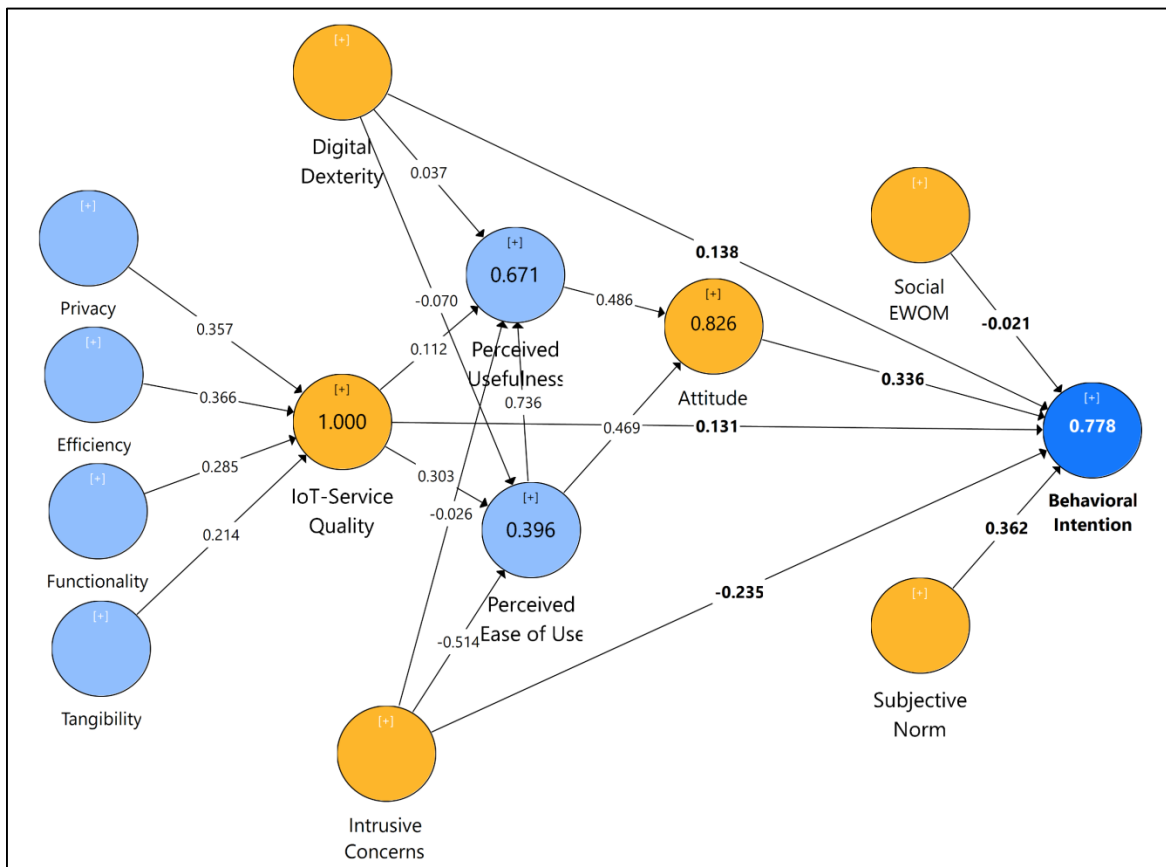 [+]
Digital
Dexterity
0.037
0.138
-0.070
[+]
Privacy
0.357
[+]
Efficiency
0.366
[+]
Functionality
0.285
[+]
Tangibility
0.214
[+]
1.000
IoT-Service
Quality
0.112
0.303
0.131
[+]
0.671
Perceived
Usefulness
0.486
0.736
-0.026
[+]
0.396
Perceived
Ease of Use
0.469
-0.514
[+]
0.826
Attitude
0.336
[+]
Social
EWOM
-0.021
[+]
0.778
Behavioral
Intention
0.362
-0.235
[+]
Subjective
Norm
[+]
Intrusive
Concerns